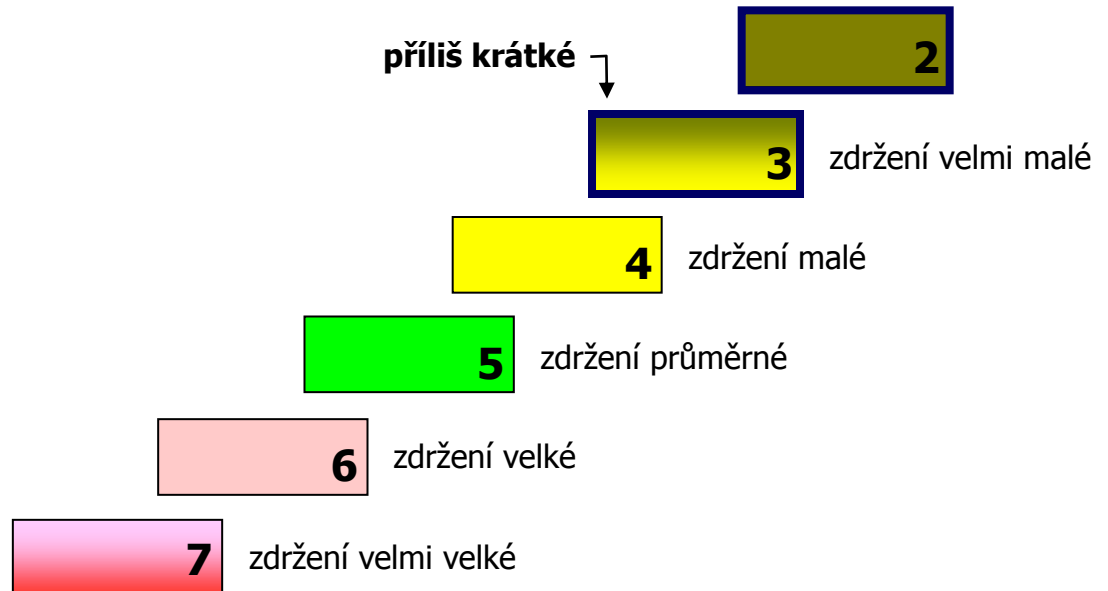 2
příliš krátké
3 zdržení velmi malé
4 zdržení malé
5 zdržení průměrné
6 zdržení velké
7 zdržení velmi velké